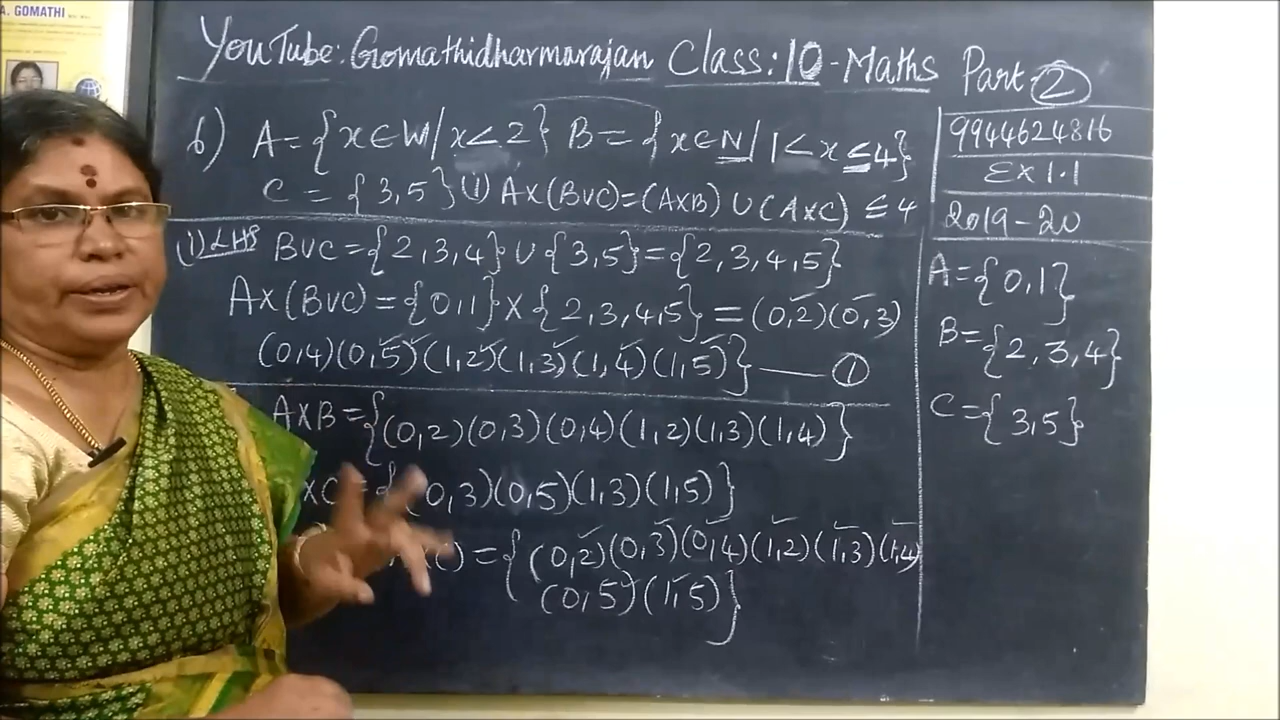 A. GOMATHI
YouTube: Gomathidharmarajan Class:10-Maths Part-2
6) A={x∈W/x<2} B={x∈N/1<x≤4}
C={3,5} (i) A×(B∪C)=(A×B)∪(A×C) ≤4
(i) LHS B∪C={2,3,4}∪{3,5}={2,3,4,5}
A×(B∪C)={0,1}×{2,3,4,5}=(0,2)(0,3)
(0,4)(0,5)(1,2)(1,3)(1,4)(1,5)} — ①
A×B={(0,2)(0,3)(0,4)(1,2)(1,3)(1,4)}
×C={(0,3)(0,5)(1,3)(1,5)}
={(0,2)(0,3)(0,4)(1,2)(1,3)(1,4)
(0,5)(1,5)}
9944624816
Ex 1.1
2019-20
A={0,1}
B={2,3,4}
C={3,5}